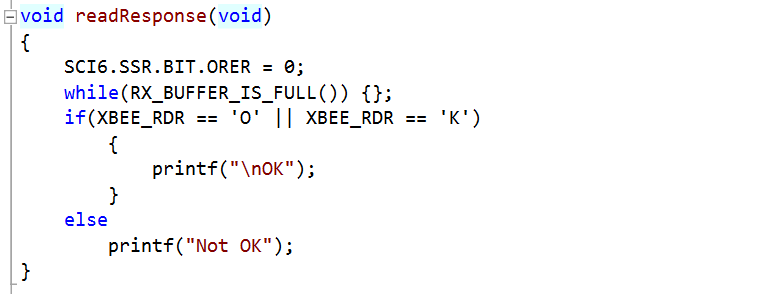 void readResponse(void)
{
    SCI6.SSR.BIT.ORER = 0;
    while(RX_BUFFER_IS_FULL()) {};
    if(XBEE_RDR == 'O' || XBEE_RDR == 'K')
        {
            printf("\nOK");
        }
    else
        printf("Not OK");
}